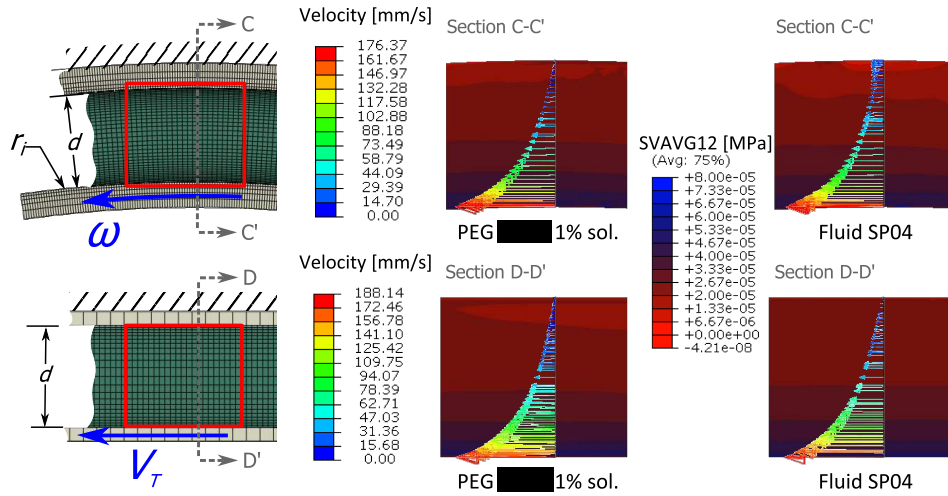 C
C'
r_i
d
ω
Velocity [mm/s]
176.37
161.67
146.97
132.28
117.58
102.88
88.18
73.49
58.79
44.09
29.39
14.70
0.00
Section C-C'
PEG 1% sol.
Section C-C'
Fluid SP04
SVAVG12 [MPa]
(Avg: 75%)
+8.00e-05
+7.33e-05
+6.67e-05
+6.00e-05
+5.33e-05
+4.67e-05
+4.00e-05
+3.33e-05
+2.67e-05
+2.00e-05
+1.33e-05
+6.67e-06
+0.00e+00
-4.21e-08
D
D'
d
V_T
Velocity [mm/s]
188.14
172.46
156.78
141.10
125.42
109.75
94.07
78.39
62.71
47.03
31.36
15.68
0.00
Section D-D'
PEG 1% sol.
Section D-D'
Fluid SP04